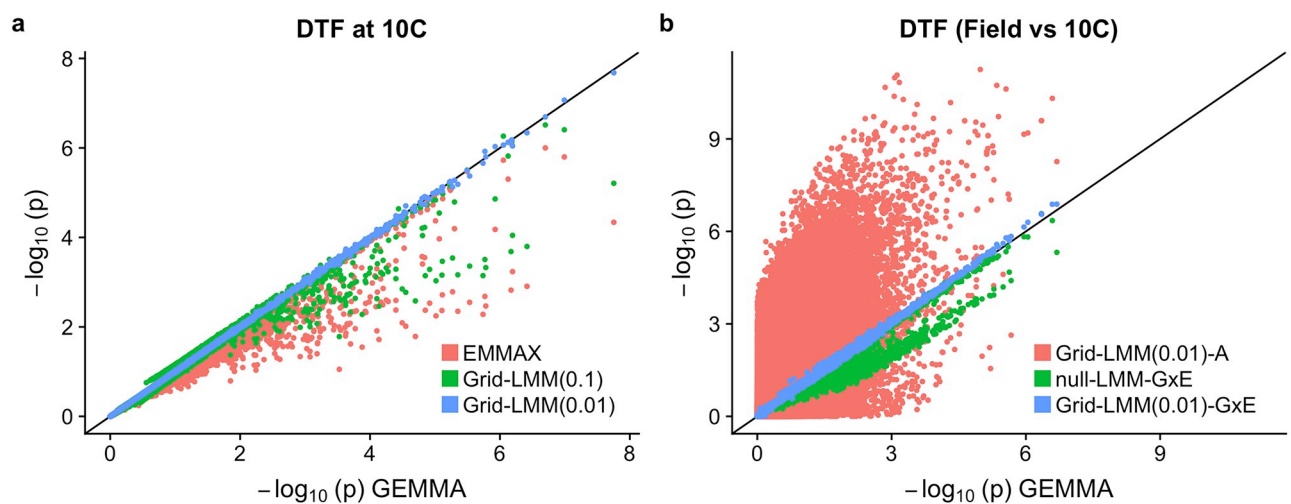 a
DTF at 10C
8
6
4
2
0
−log10 (p)
EMMAX
Grid-LMM(0.1)
Grid-LMM(0.01)
0 2 4 6 8
−log10 (p) GEMMA
b
DTF (Field vs 10C)
9
6
3
0
−log10 (p)
Grid-LMM(0.01)-A
null-LMM-GxE
Grid-LMM(0.01)-GxE
0 3 6 9
−log10 (p) GEMMA